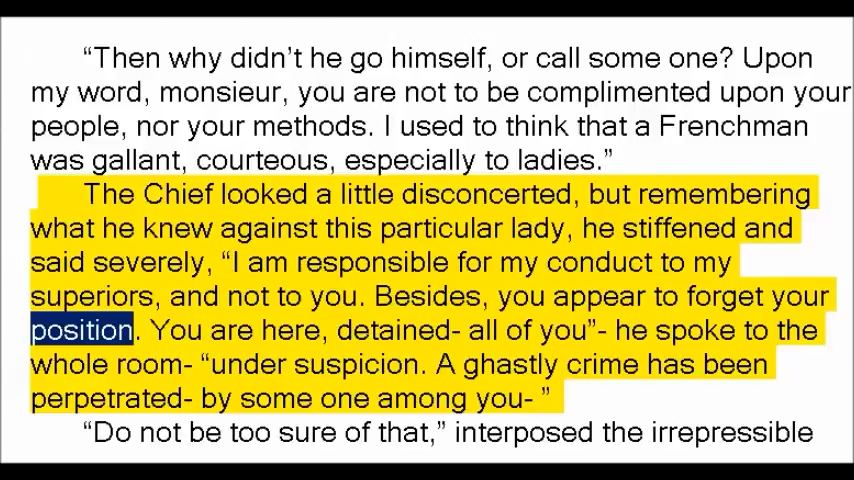 “Then why didn’t he go himself, or call some one? Upon
my word, monsieur, you are not to be complimented upon your
people, nor your methods. I used to think that a Frenchman
was gallant, courteous, especially to ladies.”
The Chief looked a little disconcerted, but remembering
what he knew against this particular lady, he stiffened and
said severely, “I am responsible for my conduct to my
superiors, and not to you. Besides, you appear to forget your
position. You are here, detained- all of you”- he spoke to the
whole room- “under suspicion. A ghastly crime has been
perpetrated- by some one among you- ”
“Do not be too sure of that,” interposed the irrepressible